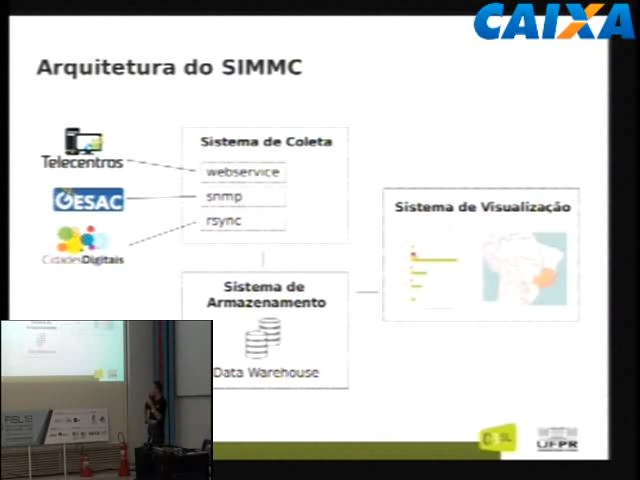 CAIXA
Arquitetura do SIMMC
Telecentros
GESAC
CidadesDigitais
Sistema de Coleta
webservice
snmp
rsync
Sistema de Visualização
Sistema de
Armazenamento
Data Warehouse
FISL18
UFPR